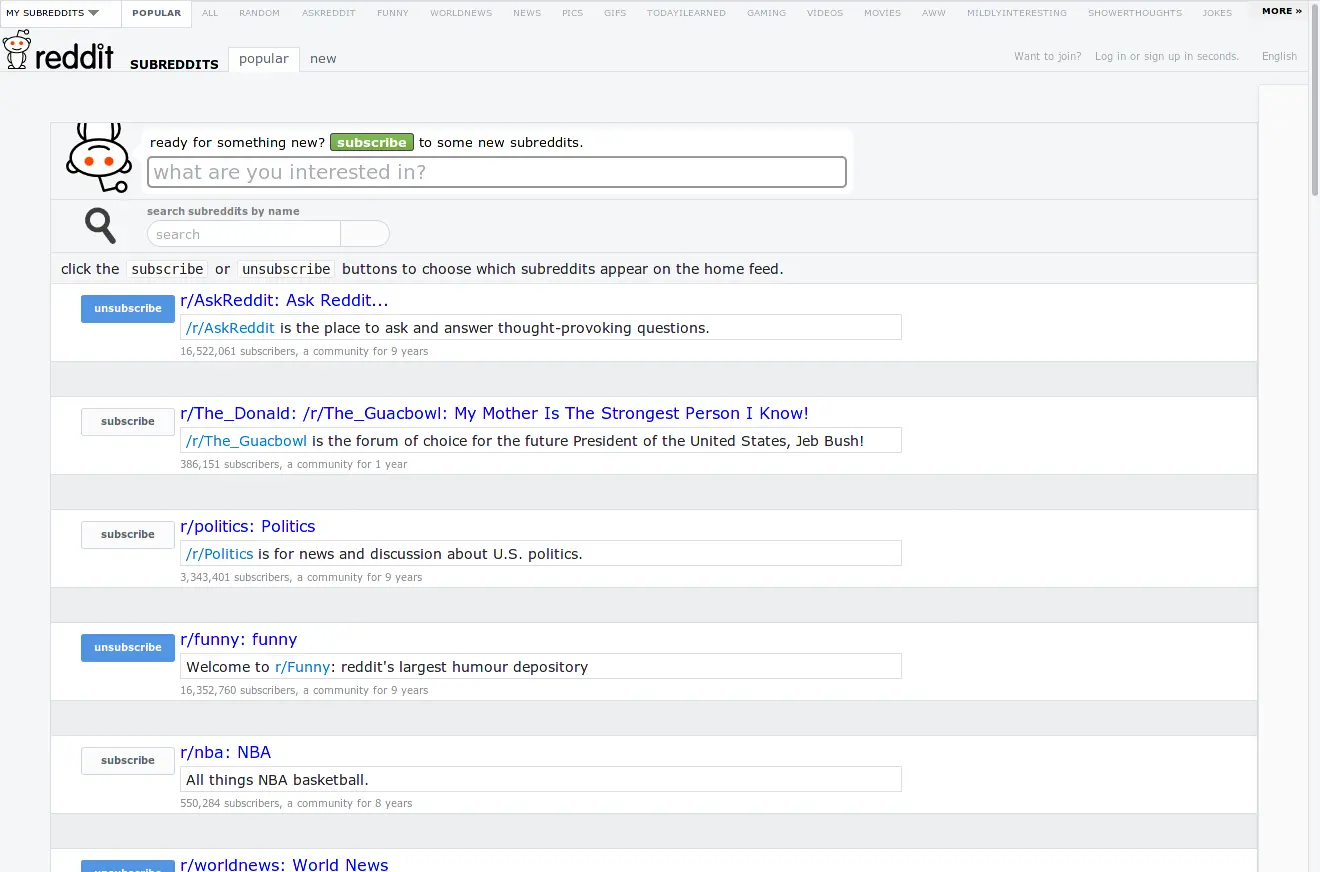 MY SUBREDDITS POPULAR ALL RANDOM ASKREDDIT FUNNY WORLDNEWS NEWS PICS GIFS TODAYILEARNED GAMING VIDEOS MOVIES AWW MILDLYINTERESTING SHOWERTHOUGHTS JOKES MORE »
reddit SUBREDDITS popular new Want to join? Log in or sign up in seconds. English
ready for something new? subscribe to some new subreddits.
what are you interested in?
search subreddits by name
search
click the subscribe or unsubscribe buttons to choose which subreddits appear on the home feed.
unsubscribe r/AskReddit: Ask Reddit...
/r/AskReddit is the place to ask and answer thought-provoking questions.
16,522,061 subscribers, a community for 9 years
subscribe r/The_Donald: /r/The_Guacbowl: My Mother Is The Strongest Person I Know!
/r/The_Guacbowl is the forum of choice for the future President of the United States, Jeb Bush!
386,151 subscribers, a community for 1 year
subscribe r/politics: Politics
/r/Politics is for news and discussion about U.S. politics.
3,343,401 subscribers, a community for 9 years
unsubscribe r/funny: funny
Welcome to r/Funny: reddit's largest humour depository
16,352,760 subscribers, a community for 9 years
subscribe r/nba: NBA
All things NBA basketball.
550,284 subscribers, a community for 8 years
unsubscribe r/worldnews: World News